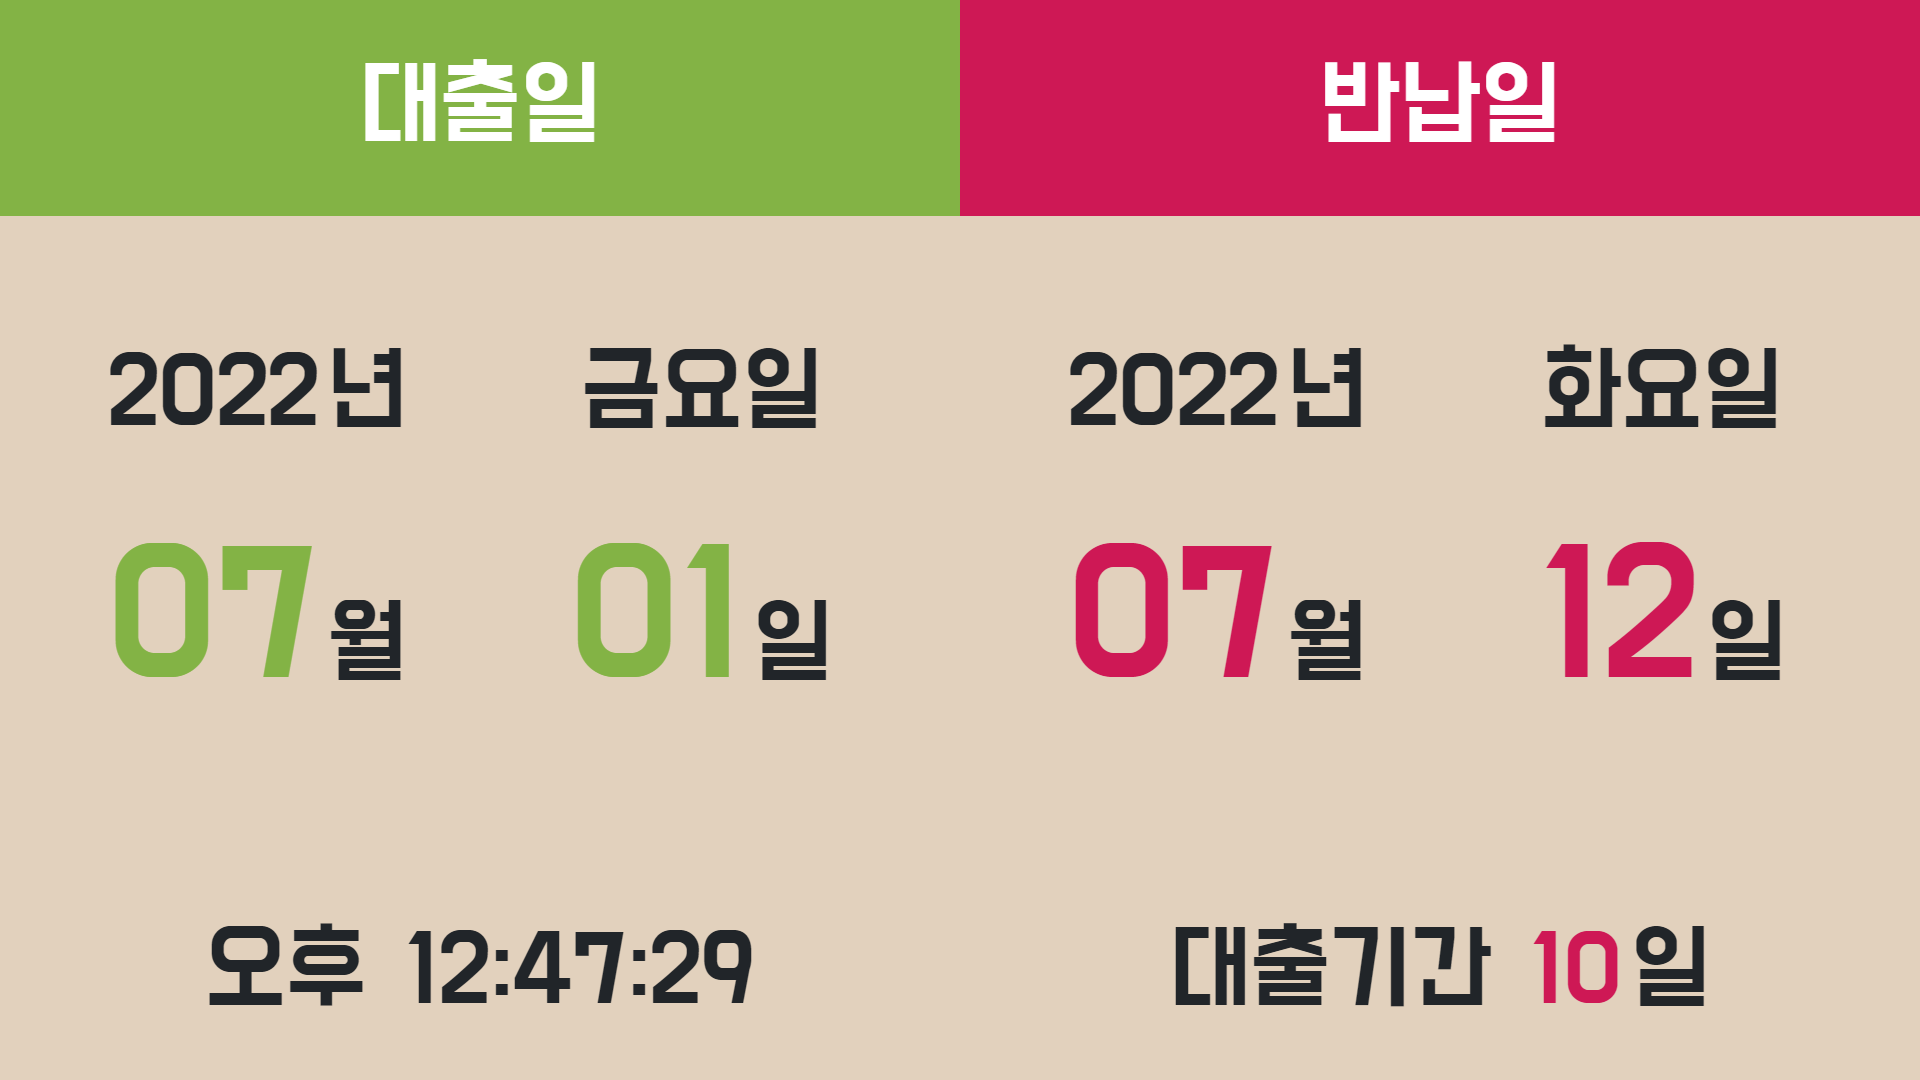 대출일
2022년 금요일
07월 01일
오후 12:47:29
반납일
2022년 화요일
07월 12일
대출기간 10일